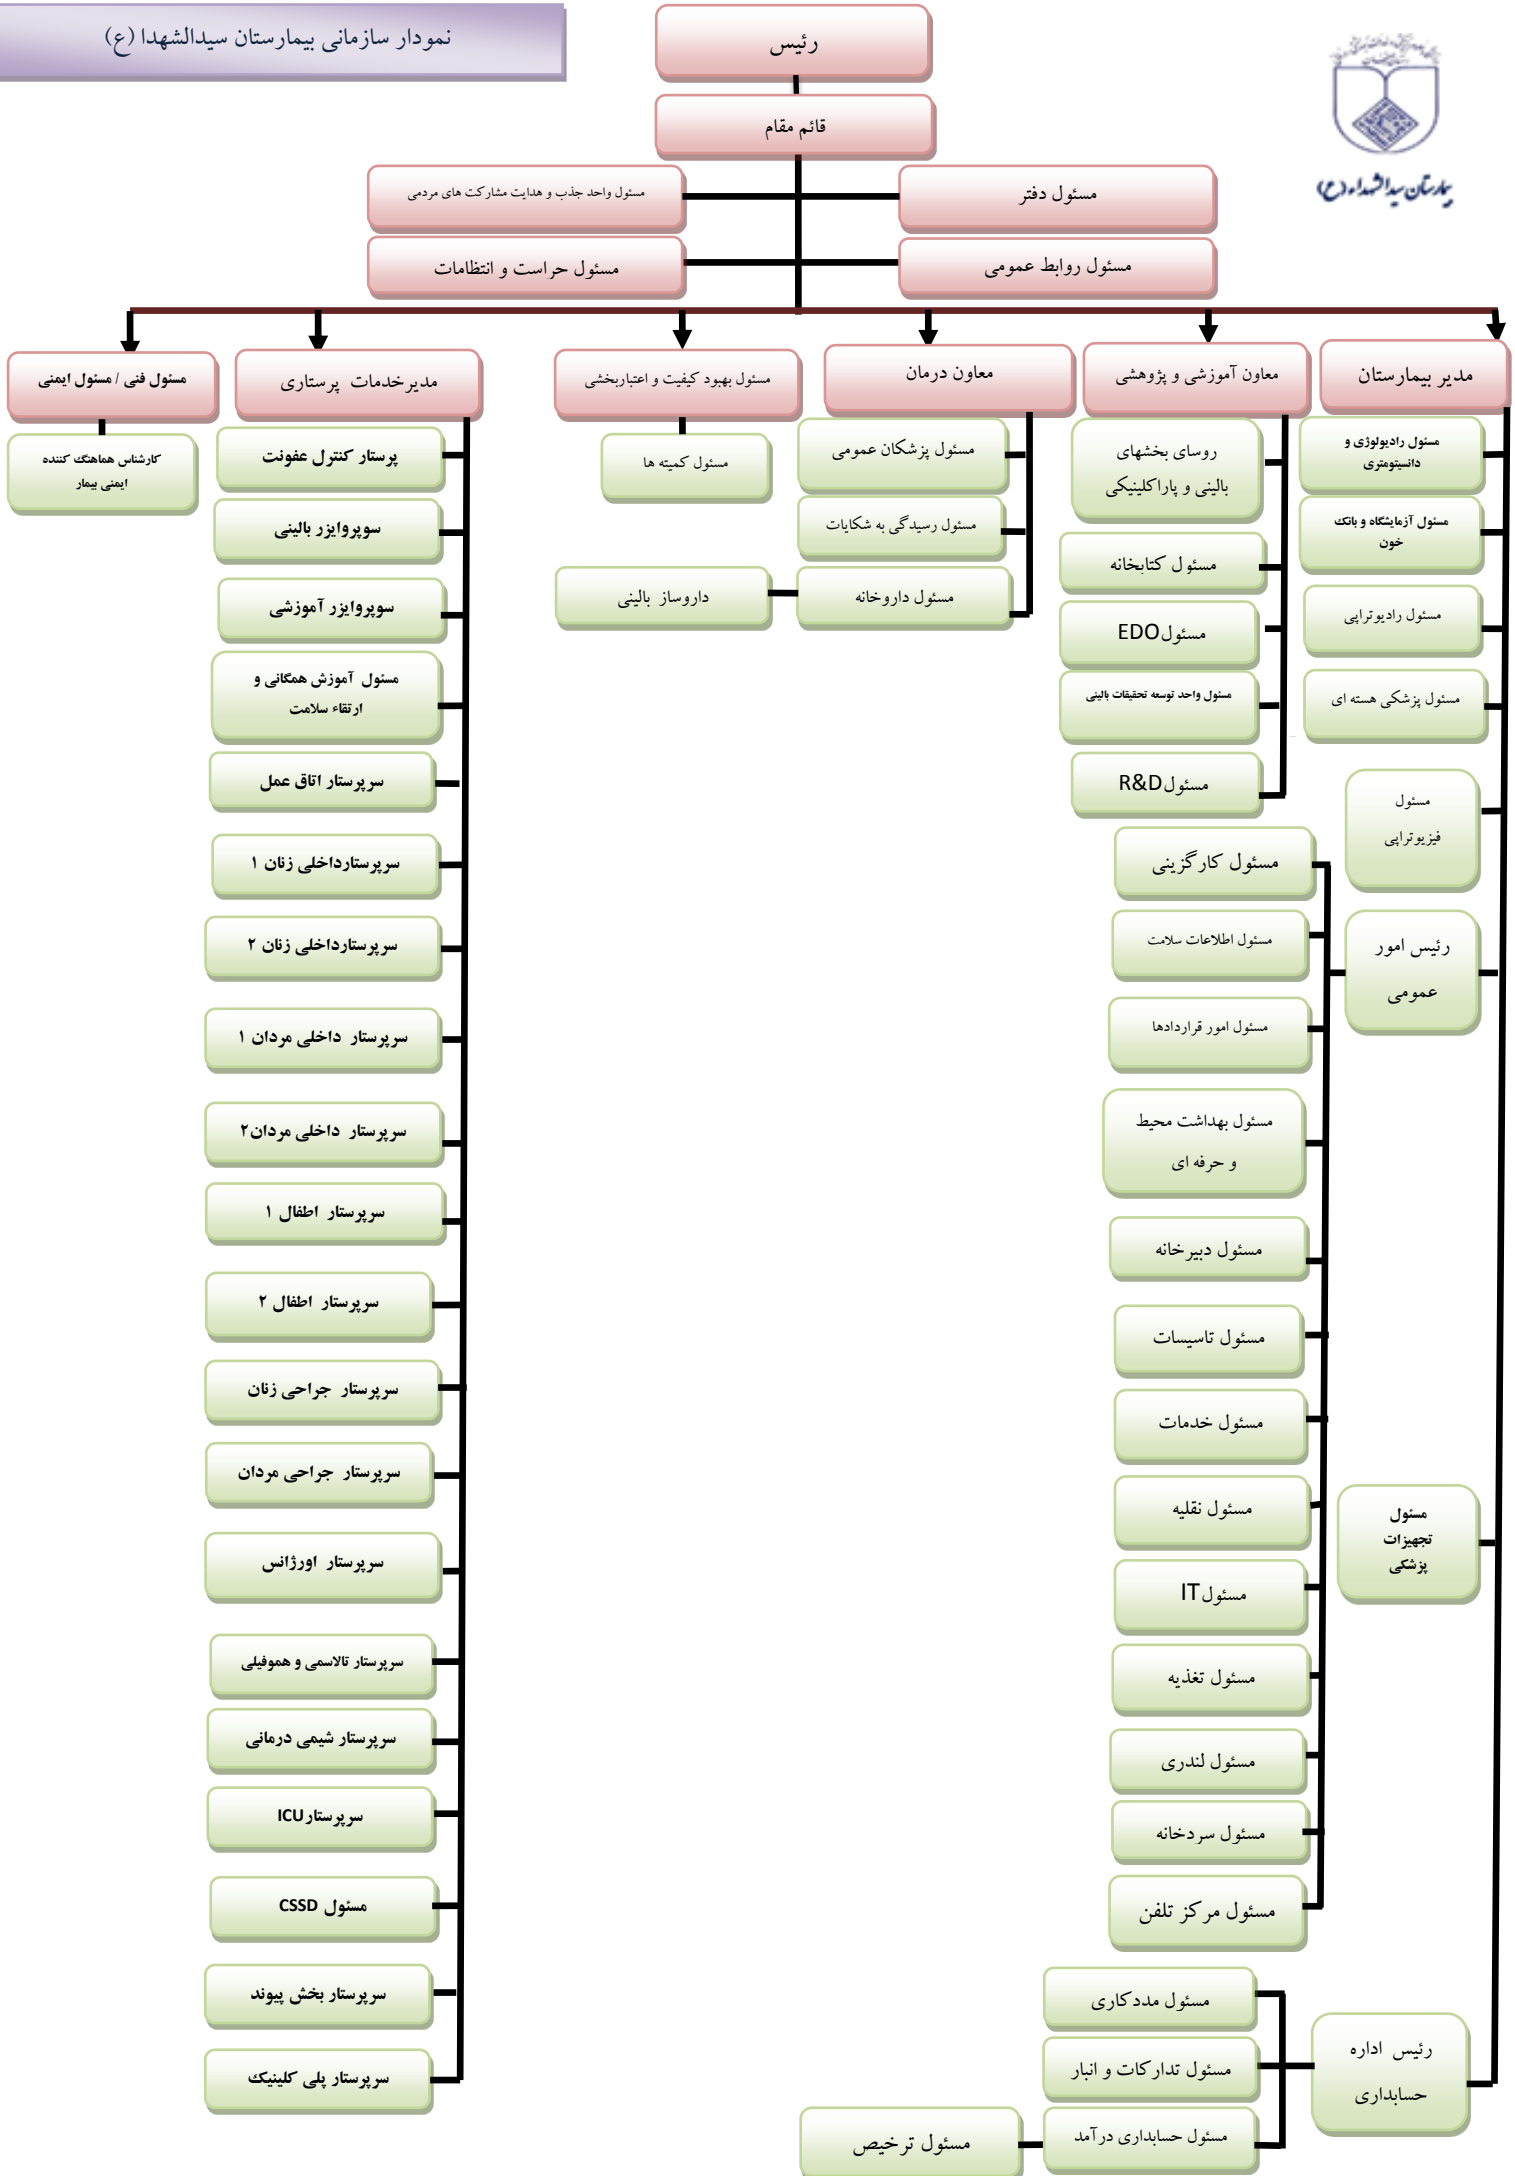 نمودار سازمانی بیمارستان سیدالشهدا (ع)
رئیس
قائم مقام
بیمارستان سیدالشهداء (ع)
مسئول دفتر
مسئول واحد جذب و هدایت مشارکت های مردمی
مسئول روابط عمومی
مسئول حراست و انتظامات
مدیر بیمارستان
معاون آموزشی و پژوهشی
معاون درمان
مسئول بهبود کیفیت و اعتباربخشی
مدیرخدمات پرستاری
مسئول فنی / مسئول ایمنی
مسئول رادیولوژی و
دانسیتومتری
مسئول آزمایشگاه و بانک
خون
مسئول رادیوتراپی
مسئول پزشکی هسته ای
مسئول
فیزیوتراپی
رئیس امور
عمومی
مسئول
تجهیزات
پزشکی
رئیس اداره
حسابداری
روسای بخشهای
بالینی و پاراکلینیکی
مسئول کتابخانه
مسئولEDO
مسئول واحد توسعه تحقیقات بالینی
مسئولR&D
مسئول کارگزینی
مسئول اطلاعات سلامت
مسئول امور قراردادها
مسئول بهداشت محیط
و حرفه ای
مسئول دبیرخانه
مسئول تاسیسات
مسئول خدمات
مسئول نقلیه
مسئولIT
مسئول تغذیه
مسئول لندری
مسئول سردخانه
مسئول مرکز تلفن
مسئول مددکاری
مسئول تدارکات و انبار
مسئول حسابداری درآمد
مسئول ترخیص
مسئول پزشکان عمومی
مسئول رسیدگی به شکایات
مسئول داروخانه
داروساز بالینی
مسئول کمیته ها
پرستار کنترل عفونت
سوپروایزر بالینی
سوپروایزر آموزشی
مسئول آموزش همگانی و
ارتقاء سلامت
سرپرستار اتاق عمل
سرپرستارداخلی زنان ۱
سرپرستارداخلی زنان ۲
سرپرستار داخلی مردان ۱
سرپرستار داخلی مردان۲
سرپرستار اطفال ۱
سرپرستار اطفال ۲
سرپرستار جراحی زنان
سرپرستار جراحی مردان
سرپرستار اورژانس
سرپرستار تالاسمی و هموفیلی
سرپرستار شیمی درمانی
سرپرستارICU
مسئول CSSD
سرپرستار بخش پیوند
سرپرستار پلی کلینیک
کارشناس هماهنگ کننده
ایمنی بیمار